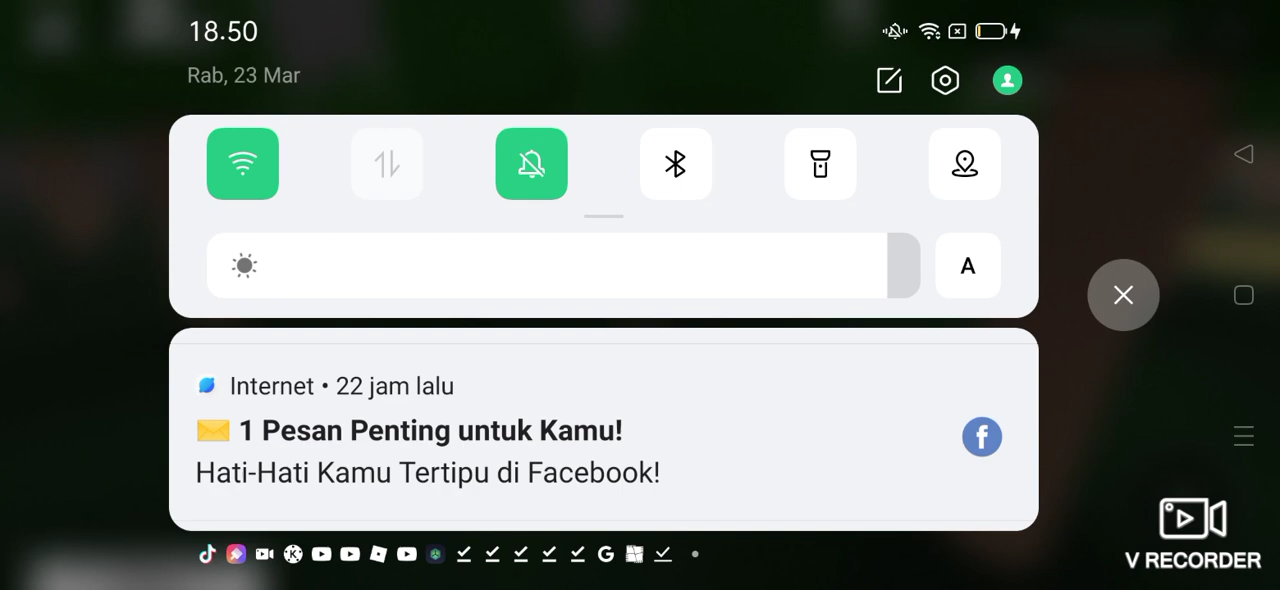 18.50
Rab, 23 Mar
A
Internet • 22 jam lalu
✉️ 1 Pesan Penting untuk Kamu!
Hati-Hati Kamu Tertipu di Facebook!
V RECORDER